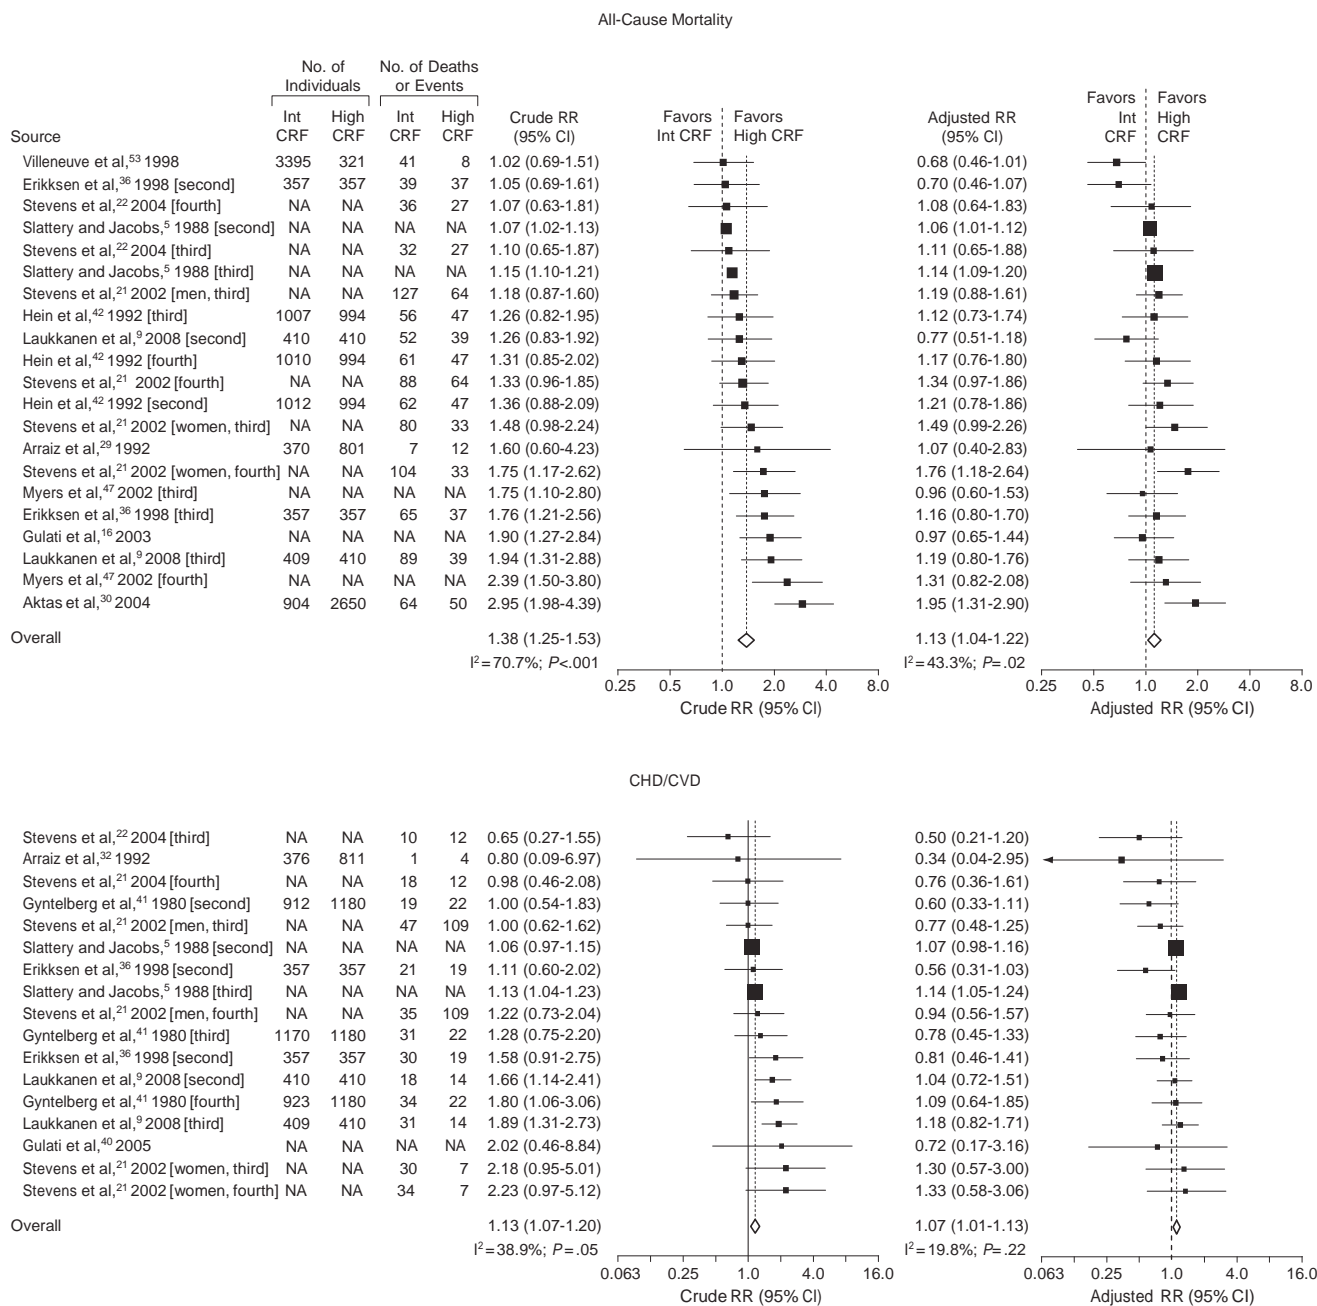 All-Cause Mortality
No. of Individuals No. of Deaths or Events
Source Int CRF High CRF Int CRF High CRF Crude RR (95% CI) Favors Int CRF Favors High CRF Adjusted RR (95% CI) Favors Int CRF Favors High CRF
Villeneuve et al,53 1998 3395 321 41 8 1.02 (0.69-1.51) 0.68 (0.46-1.01)
Erikksen et al,36 1998 [second] 357 357 39 37 1.05 (0.69-1.61) 0.70 (0.46-1.07)
Stevens et al,22 2004 [fourth] NA NA 36 27 1.07 (0.63-1.81) 1.08 (0.64-1.83)
Slattery and Jacobs,5 1988 [second] NA NA NA NA 1.07 (1.02-1.13) 1.06 (1.01-1.12)
Stevens et al,22 2004 [third] NA NA 32 27 1.10 (0.65-1.87) 1.11 (0.65-1.88)
Slattery and Jacobs,5 1988 [third] NA NA NA NA 1.15 (1.10-1.21) 1.14 (1.09-1.20)
Stevens et al,21 2002 [men, third] NA NA 127 64 1.18 (0.87-1.60) 1.19 (0.88-1.61)
Hein et al,42 1992 [third] 1007 994 56 47 1.26 (0.82-1.95) 1.12 (0.73-1.74)
Laukkanen et al,9 2008 [second] 410 410 52 39 1.26 (0.83-1.92) 0.77 (0.51-1.18)
Hein et al,42 1992 [fourth] 1010 994 61 47 1.31 (0.85-2.02) 1.17 (0.76-1.80)
Stevens et al,21 2002 [fourth] NA NA 88 64 1.33 (0.96-1.85) 1.34 (0.97-1.86)
Hein et al,42 1992 [second] 1012 994 62 47 1.36 (0.88-2.09) 1.21 (0.78-1.86)
Stevens et al,21 2002 [women, third] NA NA 80 33 1.48 (0.98-2.24) 1.49 (0.99-2.26)
Arraiz et al,29 1992 370 801 7 12 1.60 (0.60-4.23) 1.07 (0.40-2.83)
Stevens et al,21 2002 [women, fourth] NA NA 104 33 1.75 (1.17-2.62) 1.76 (1.18-2.64)
Myers et al,47 2002 [third] NA NA NA NA 1.75 (1.10-2.80) 0.96 (0.60-1.53)
Erikksen et al,36 1998 [third] 357 357 65 37 1.76 (1.21-2.56) 1.16 (0.80-1.70)
Gulati et al,16 2003 NA NA NA NA 1.90 (1.27-2.84) 0.97 (0.65-1.44)
Laukkanen et al,9 2008 [third] 409 410 89 39 1.94 (1.31-2.88) 1.19 (0.80-1.76)
Myers et al,47 2002 [fourth] NA NA NA NA 2.39 (1.50-3.80) 1.31 (0.82-2.08)
Aktas et al,30 2004 904 2650 64 50 2.95 (1.98-4.39) 1.95 (1.31-2.90)
Overall 1.38 (1.25-1.53) 1.13 (1.04-1.22)
I2=70.7%; P<.001 I2=43.3%; P=.02
0.25 0.5 1.0 2.0 4.0 8.0 0.25 0.5 1.0 2.0 4.0 8.0
Crude RR (95% CI) Adjusted RR (95% CI)
CHD/CVD
Stevens et al,22 2004 [third] NA NA 10 12 0.65 (0.27-1.55) 0.50 (0.21-1.20)
Arraiz et al,32 1992 376 811 1 4 0.80 (0.09-6.97) 0.34 (0.04-2.95)
Stevens et al,21 2004 [fourth] NA NA 18 12 0.98 (0.46-2.08) 0.76 (0.36-1.61)
Gyntelberg et al,41 1980 [second] 912 1180 19 22 1.00 (0.54-1.83) 0.60 (0.33-1.11)
Stevens et al,21 2002 [men, third] NA NA 47 109 1.00 (0.62-1.62) 0.77 (0.48-1.25)
Slattery and Jacobs,5 1988 [second] NA NA NA NA 1.06 (0.97-1.15) 1.07 (0.98-1.16)
Erikksen et al,36 1998 [second] 357 357 21 19 1.11 (0.60-2.02) 0.56 (0.31-1.03)
Slattery and Jacobs,5 1988 [third] NA NA NA NA 1.13 (1.04-1.23) 1.14 (1.05-1.24)
Stevens et al,21 2002 [men, fourth] NA NA 35 109 1.22 (0.73-2.04) 0.94 (0.56-1.57)
Gyntelberg et al,41 1980 [third] 1170 1180 31 22 1.28 (0.75-2.20) 0.78 (0.45-1.33)
Erikksen et al,36 1998 [second] 357 357 30 19 1.58 (0.91-2.75) 0.81 (0.46-1.41)
Laukkanen et al,9 2008 [second] 410 410 18 14 1.66 (1.14-2.41) 1.04 (0.72-1.51)
Gyntelberg et al,41 1980 [fourth] 923 1180 34 22 1.80 (1.06-3.06) 1.09 (0.64-1.85)
Laukkanen et al,9 2008 [third] 409 410 31 14 1.89 (1.31-2.73) 1.18 (0.82-1.71)
Gulati et al,40 2005 NA NA NA NA 2.02 (0.46-8.84) 0.72 (0.17-3.16)
Stevens et al,21 2002 [women, third] NA NA 30 7 2.18 (0.95-5.01) 1.30 (0.57-3.00)
Stevens et al,21 2002 [women, fourth] NA NA 34 7 2.23 (0.97-5.12) 1.33 (0.58-3.06)
Overall 1.13 (1.07-1.20) 1.07 (1.01-1.13)
I2=38.9%; P=.05 I2=19.8%; P=.22
0.063 0.25 1.0 4.0 16.0 0.063 0.25 1.0 4.0 16.0
Crude RR (95% CI) Adjusted RR (95% CI)